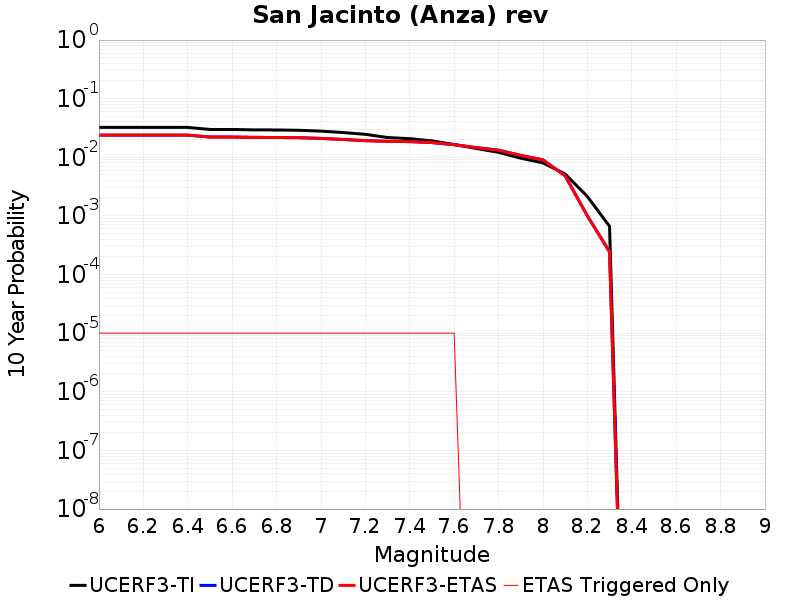 San Jacinto (Anza) rev
10 Year Probability
10^0
10^-1
10^-2
10^-3
10^-4
10^-5
10^-6
10^-7
10^-8
6 6.2 6.4 6.6 6.8 7 7.2 7.4 7.6 7.8 8 8.2 8.4 8.6 8.8 9
Magnitude
UCERF3-TI UCERF3-TD UCERF3-ETAS ETAS Triggered Only